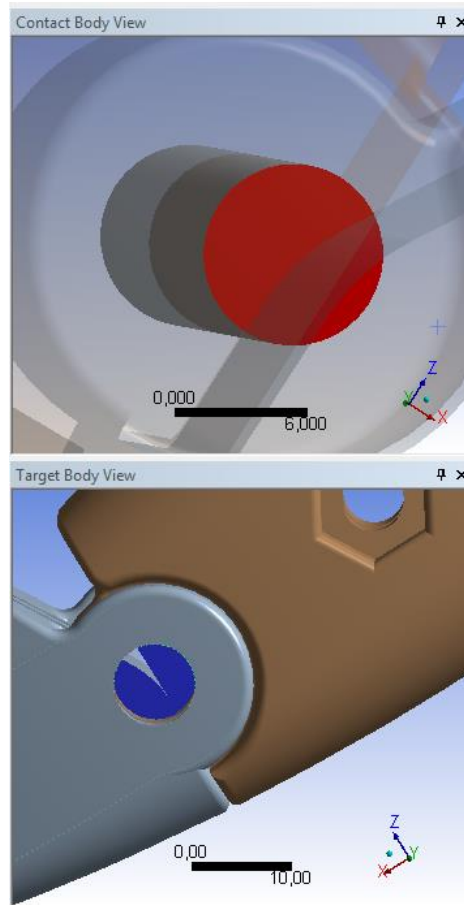 Contact Body View
0,000
6,000
Z
Y
X
Target Body View
0,00
10,00
Z
Y
X